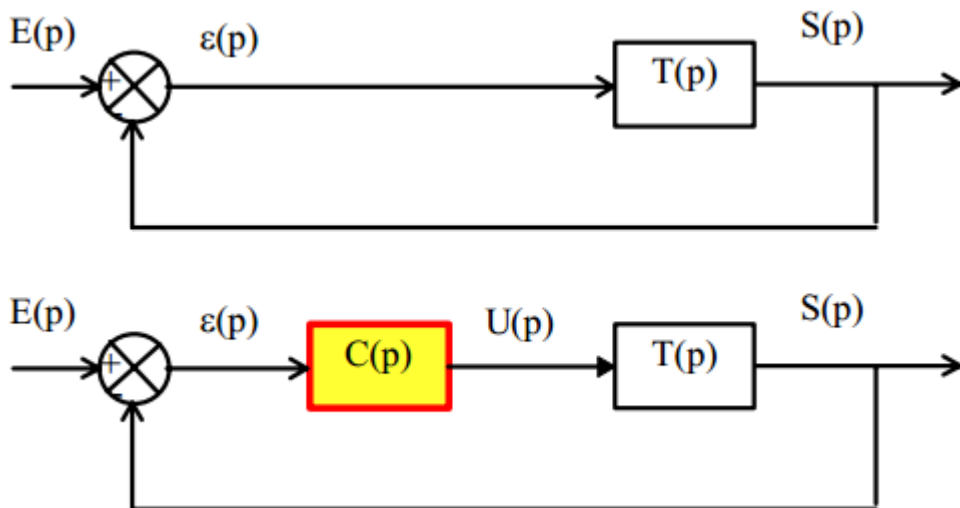 E(p) ε(p) S(p)
+ T(p)
-
E(p) ε(p) U(p) S(p)
+ C(p) T(p)
-